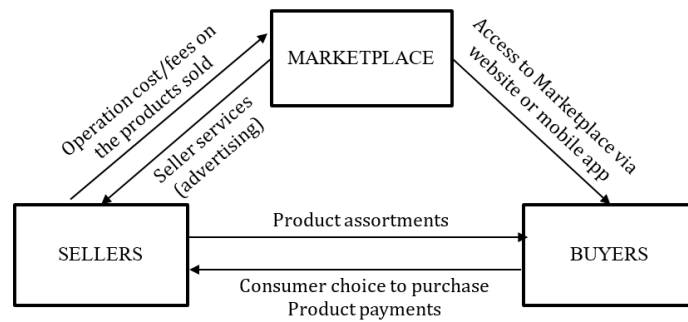 MARKETPLACE
Operation cost/fees on
the products sold
Seller services
(advertising)
Access to Marketplace via
website or mobile app
SELLERS
Product assortments
BUYERS
Consumer choice to purchase
Product payments